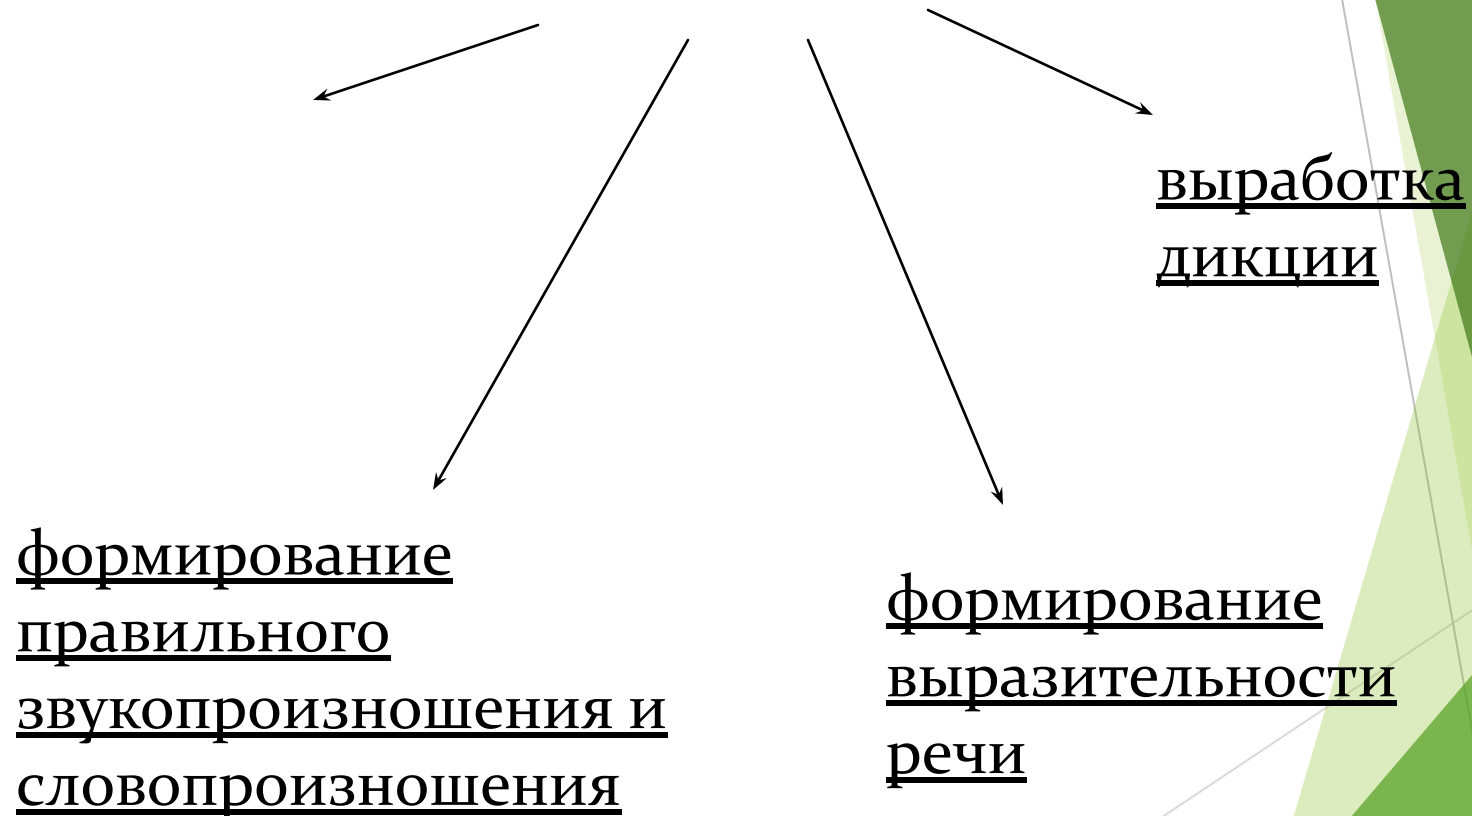 выработка
дикции
формирование
правильного
звукопроизношения и
словопроизношения
формирование
выразительности
речи